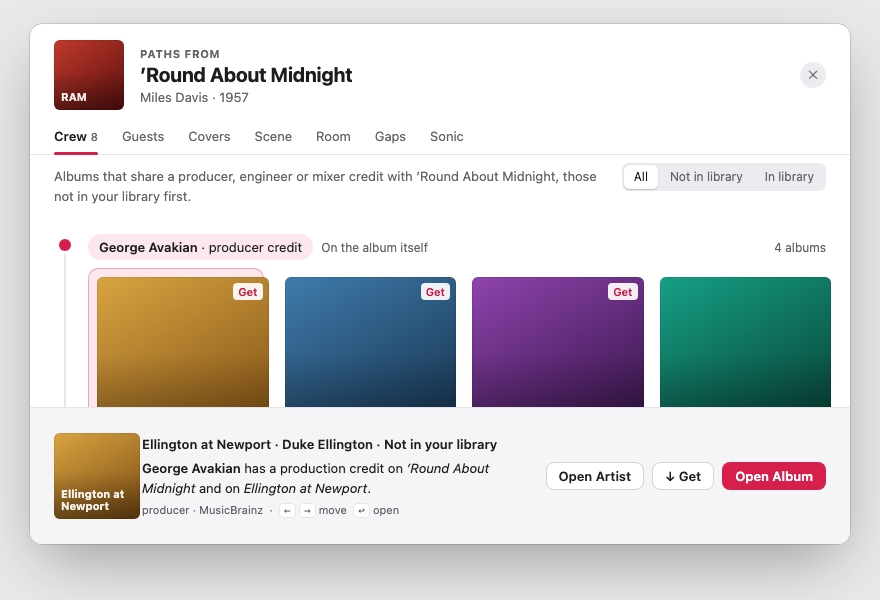 RAM
PATHS FROM
’Round About Midnight
Miles Davis · 1957
Crew 8 Guests Covers Scene Room Gaps Sonic
Albums that share a producer, engineer or mixer credit with ’Round About Midnight, those
not in your library first.
All Not in library In library
George Avakian · producer credit On the album itself 4 albums
Get Get Get
Ellington at
Newport
Ellington at Newport · Duke Ellington · Not in your library
George Avakian has a production credit on ’Round About
Midnight and on Ellington at Newport.
producer · MusicBrainz · ← → move ↵ open
Open Artist ↓ Get Open Album